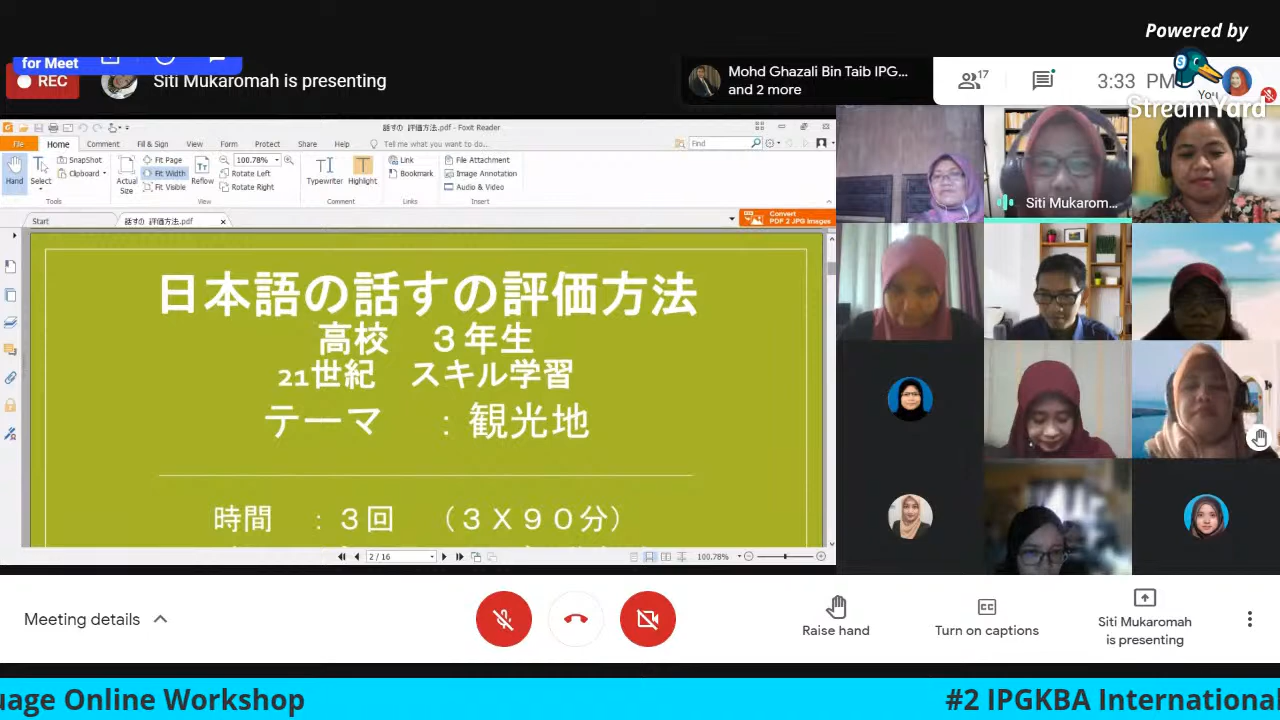 Powered by
StreamYard
for Meet
REC
Siti Mukaromah is presenting
Mohd Ghazali Bin Taib IPG...
and 2 more
17
3:33 PM
You
話すの 評価方法.pdf - Foxit Reader
File Home Comment View Form Protect Share Help Tell me what you want to do... Find
Fill & Sign
Hand
Select
SnapShot
Clipboard
Tools
Actual Size
Fit Page
Fit Width
Fit Visible
Reflow
100.78%
Rotate Left
Rotate Right
View
Typewriter
Highlight
Comment
Link
Bookmark
Links
File Attachment
Image Annotation
Audio & Video
Insert
Start
話すの 評価方法.pdf
Convert
PDF 2 JPG Images
日本語の話すの評価方法
高校 3年生
21世紀 スキル学習
テーマ : 観光地
時間 : 3回 (3X90分)
2 / 16
100.78%
Siti Mukarom...
Meeting details
Raise hand
Turn on captions
Siti Mukaromah
is presenting
uage Online Workshop
#2 IPGKBA International